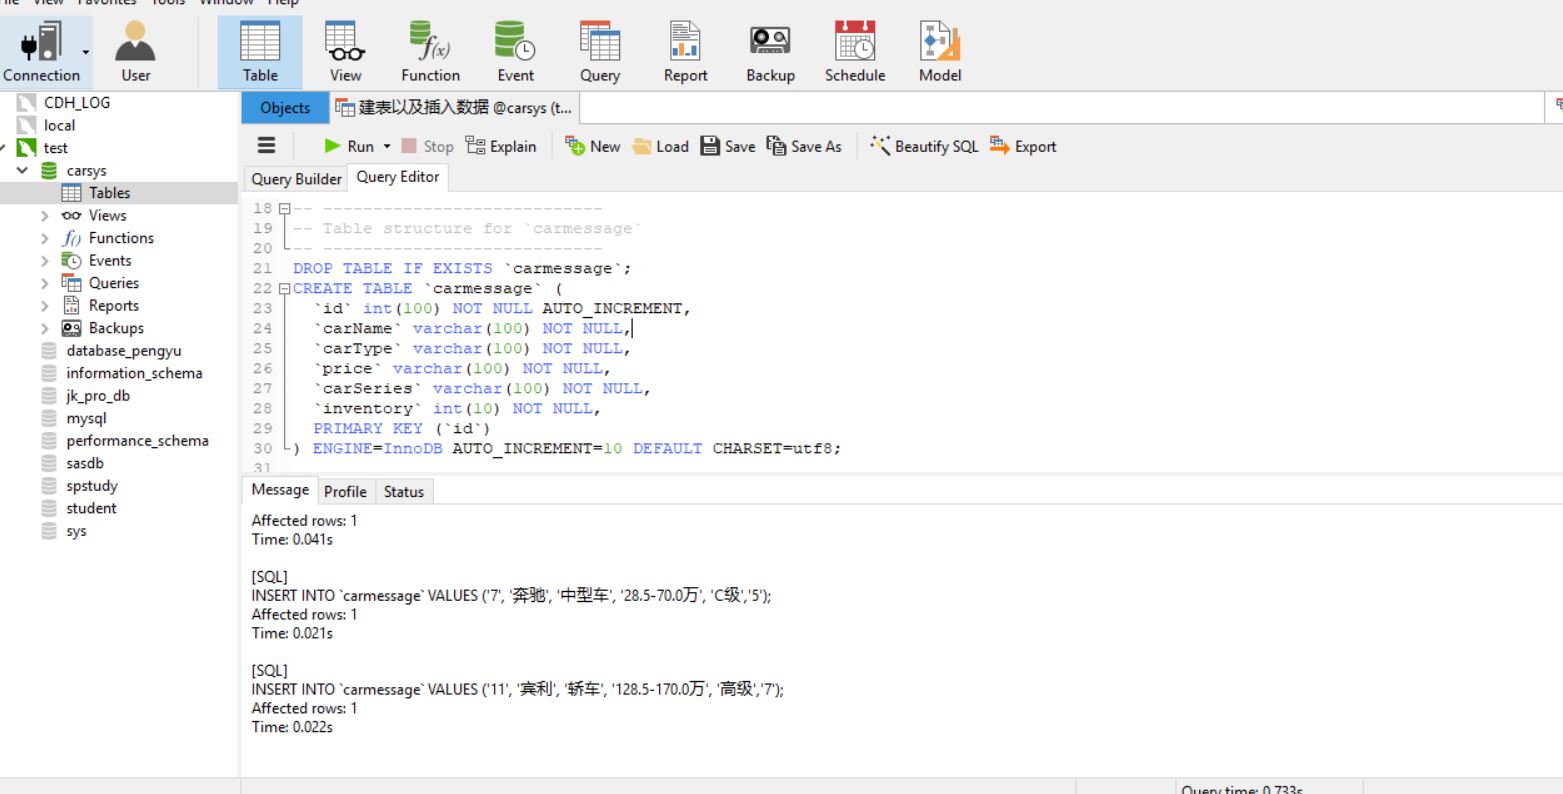 File View Favorites Tools Window Help
Connection User Table View Function Event Query Report Backup Schedule Model
CDH_LOG
local
test
carsys
Tables
Views
Functions
Events
Queries
Reports
Backups
database_pengyu
information_schema
jk_pro_db
mysql
performance_schema
sasdb
spstudy
student
sys
Objects 建表以及插入数据 @carsys (t...
Run Stop Explain New Load Save Save As Beautify SQL Export
Query Builder Query Editor
18 -- ----------------------------
19 -- Table structure for `carmessage`
20 -- ----------------------------
21 DROP TABLE IF EXISTS `carmessage`;
22 CREATE TABLE `carmessage` (
23 `id` int(100) NOT NULL AUTO_INCREMENT,
24 `carName` varchar(100) NOT NULL,
25 `carType` varchar(100) NOT NULL,
26 `price` varchar(100) NOT NULL,
27 `carSeries` varchar(100) NOT NULL,
28 `inventory` int(10) NOT NULL,
29 PRIMARY KEY (`id`)
30 ) ENGINE=InnoDB AUTO_INCREMENT=10 DEFAULT CHARSET=utf8;
31
Message Profile Status
Affected rows: 1
Time: 0.041s
[SQL]
INSERT INTO `carmessage` VALUES ('7', '奔驰', '中型车', '28.5-70.0万', 'C级','5');
Affected rows: 1
Time: 0.021s
[SQL]
INSERT INTO `carmessage` VALUES ('11', '宾利', '轿车', '128.5-170.0万', '高级','7');
Affected rows: 1
Time: 0.022s
Query time: 0.733s